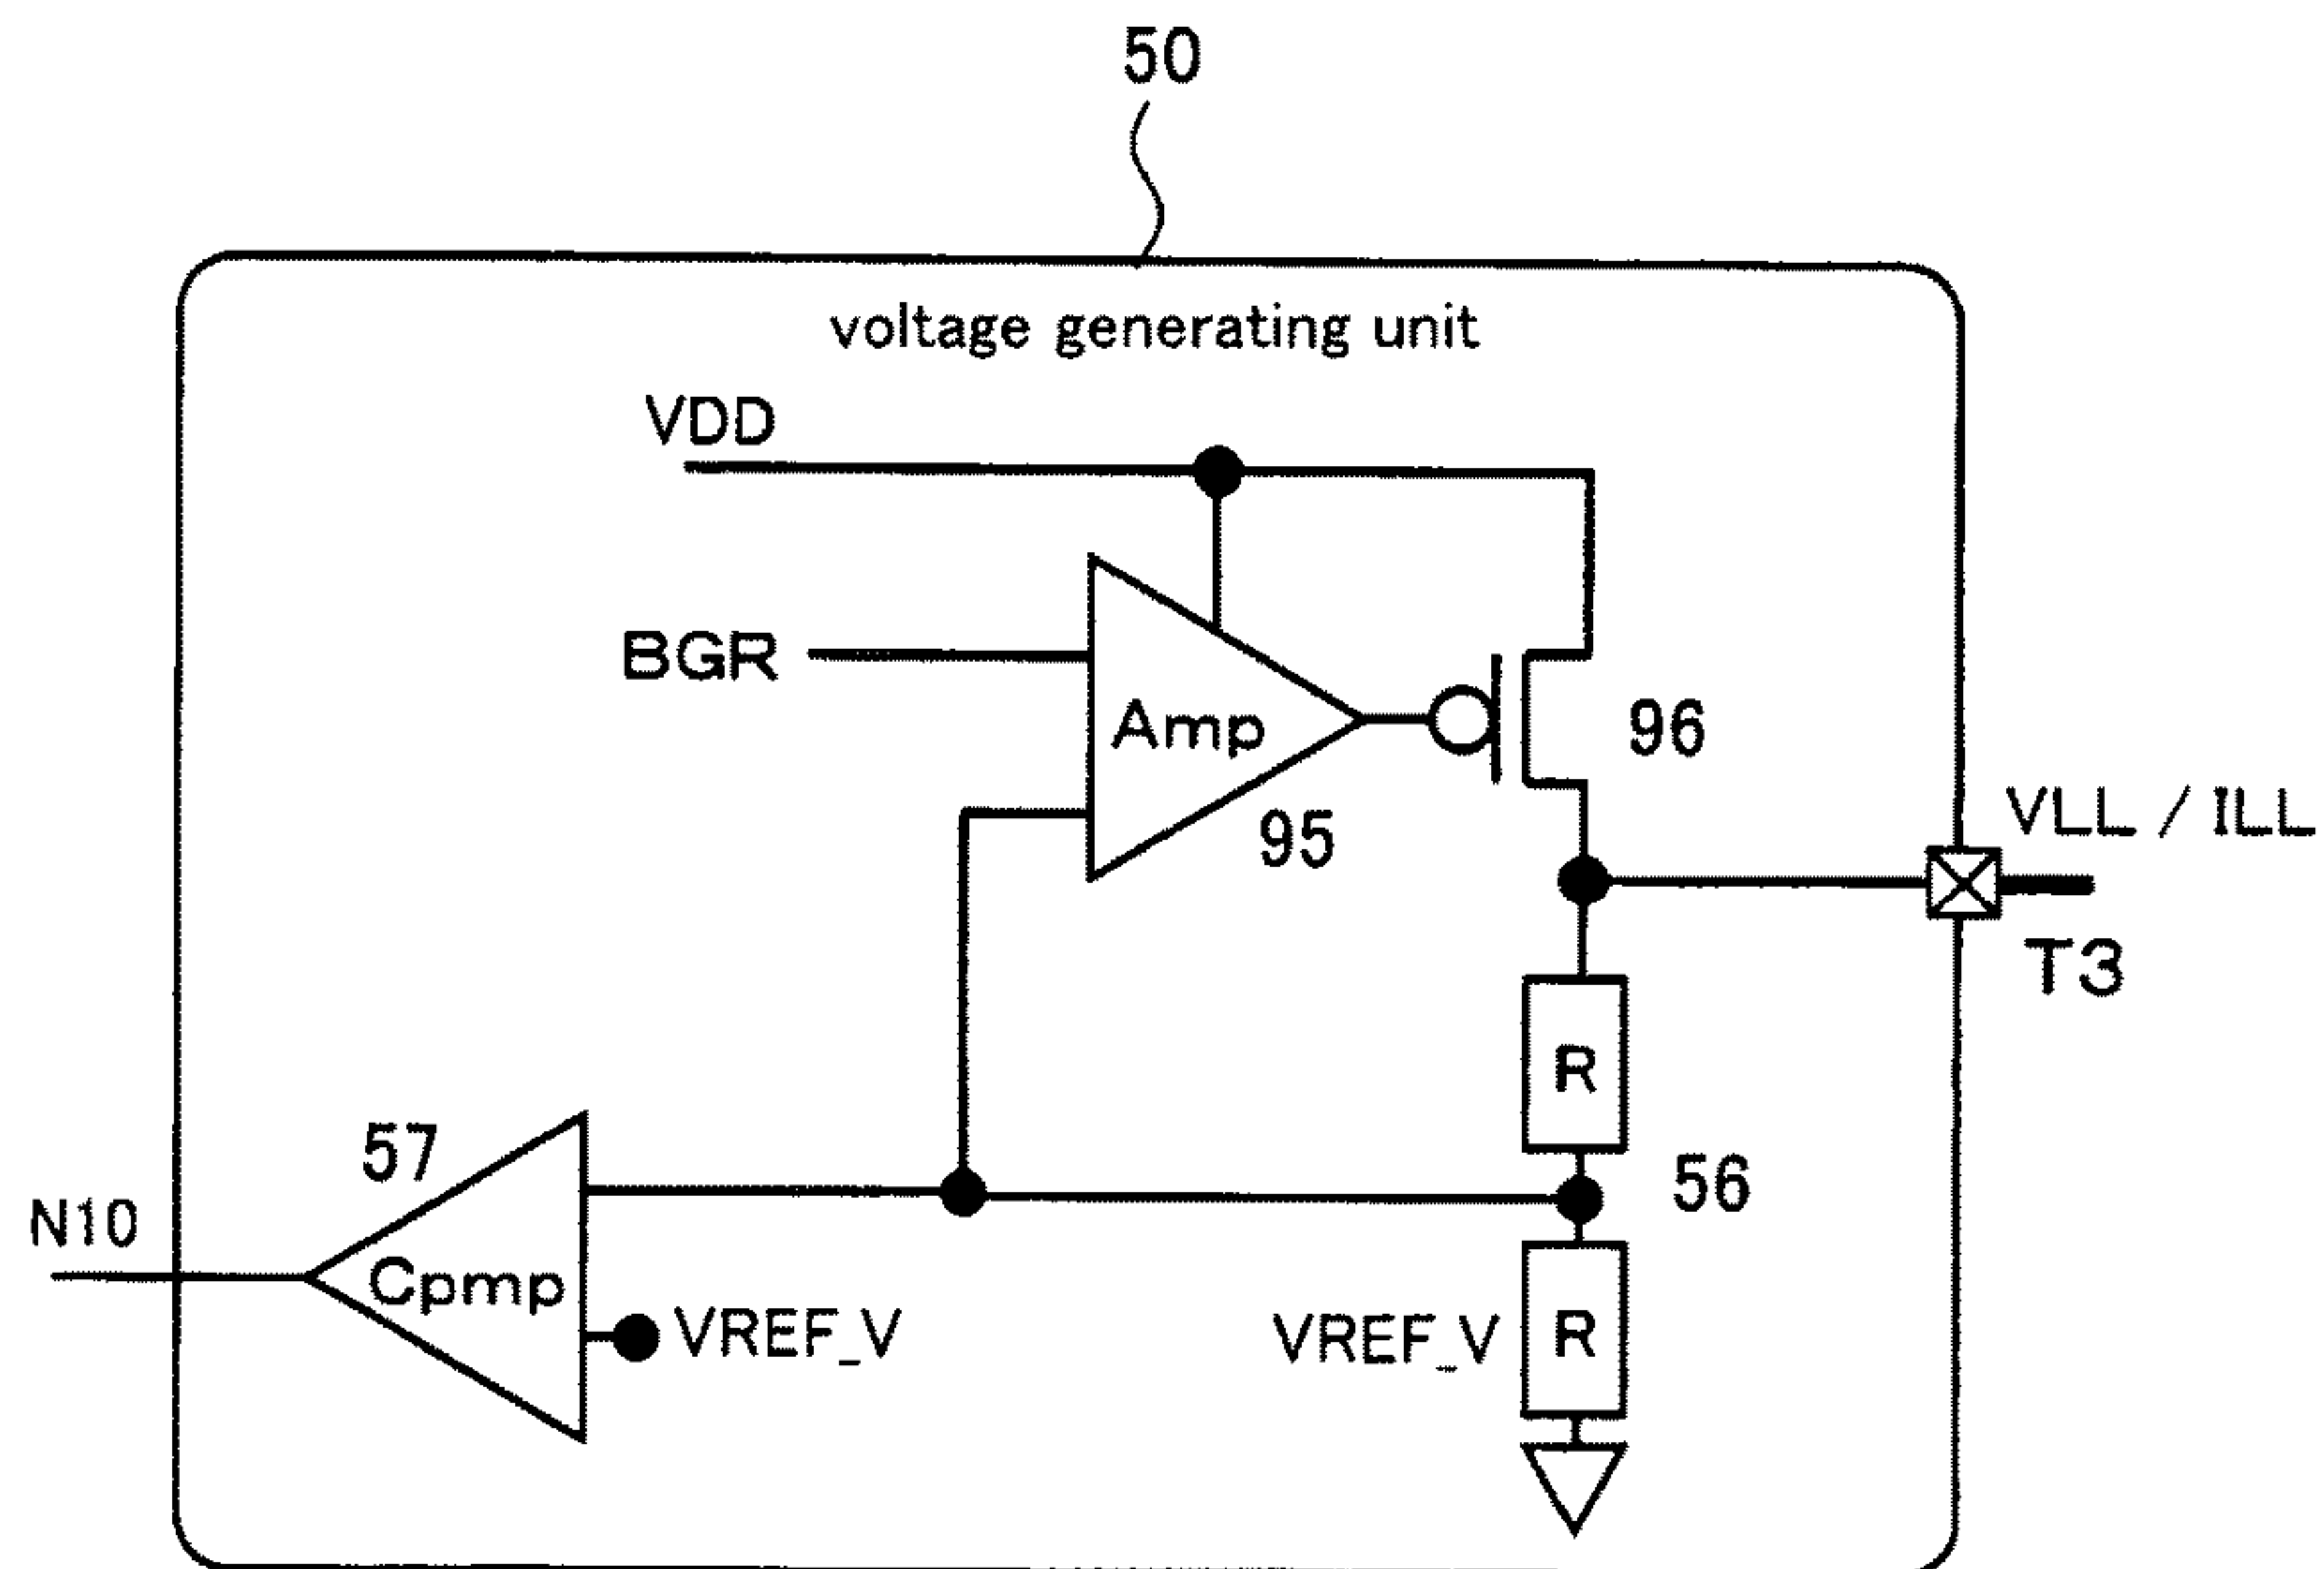 50
voltage generating unit
VDD
BGR
Amp
96
95
VLL / ILL
T3
R
57
56
N10
Cpmp
VREF_V
VREF_V
R